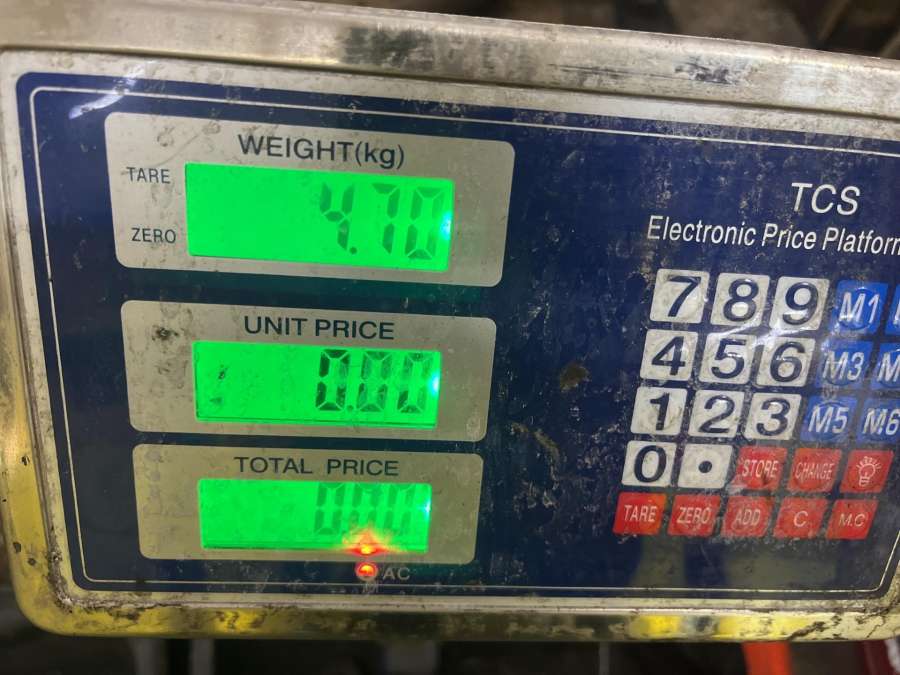 WEIGHT(kg)
TARE
4.70
ZERO
UNIT PRICE
0.00
TOTAL PRICE
0.00
AC
TCS
Electronic Price Platform
7 8 9 M1
4 5 6 M3
1 2 3 M5 M6
0 . STORE CHANGE
TARE ZERO ADD C M.C